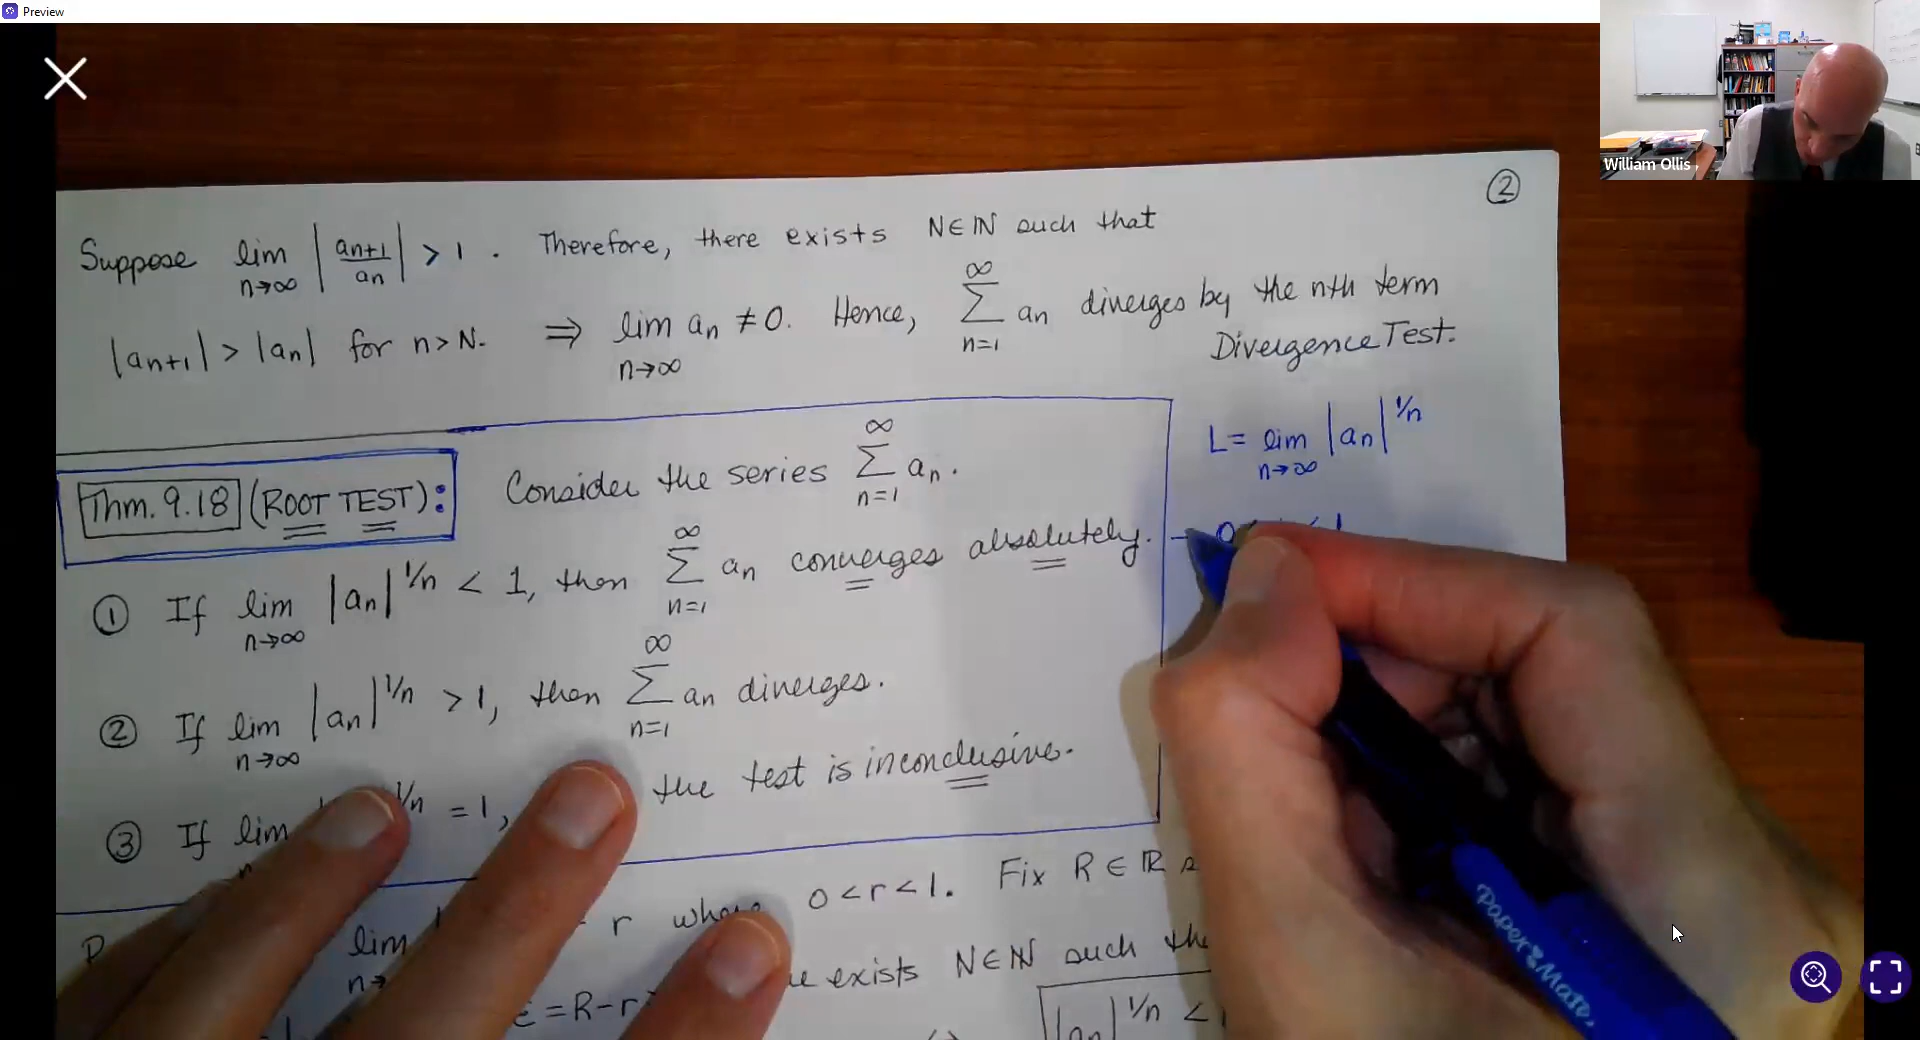 Preview
William Ollis
②
Suppose lim n→∞ |an+1/an| > 1. Therefore, there exists N∈ℕ such that
|an+1| > |an| for n > N. ⇒ lim n→∞ an ≠ 0. Hence, ∞ Σ n=1 an diverges by the nth term
Divergence Test.
L = lim n→∞ |an|^1/n
Thm. 9.18 (ROOT TEST): Consider the series ∞ Σ n=1 an.
① If lim n→∞ |an|^1/n < 1, then ∞ Σ n=1 an converges absolutely.
② If lim n→∞ |an|^1/n > 1, then ∞ Σ n=1 an diverges.
③ If lim ^1/n = 1, the test is inconclusive.
lim n→ r where 0 < r < 1. Fix R ∈ ℝ
= R - r exists N∈ℕ such
|an|^1/n <
Paper Mate.